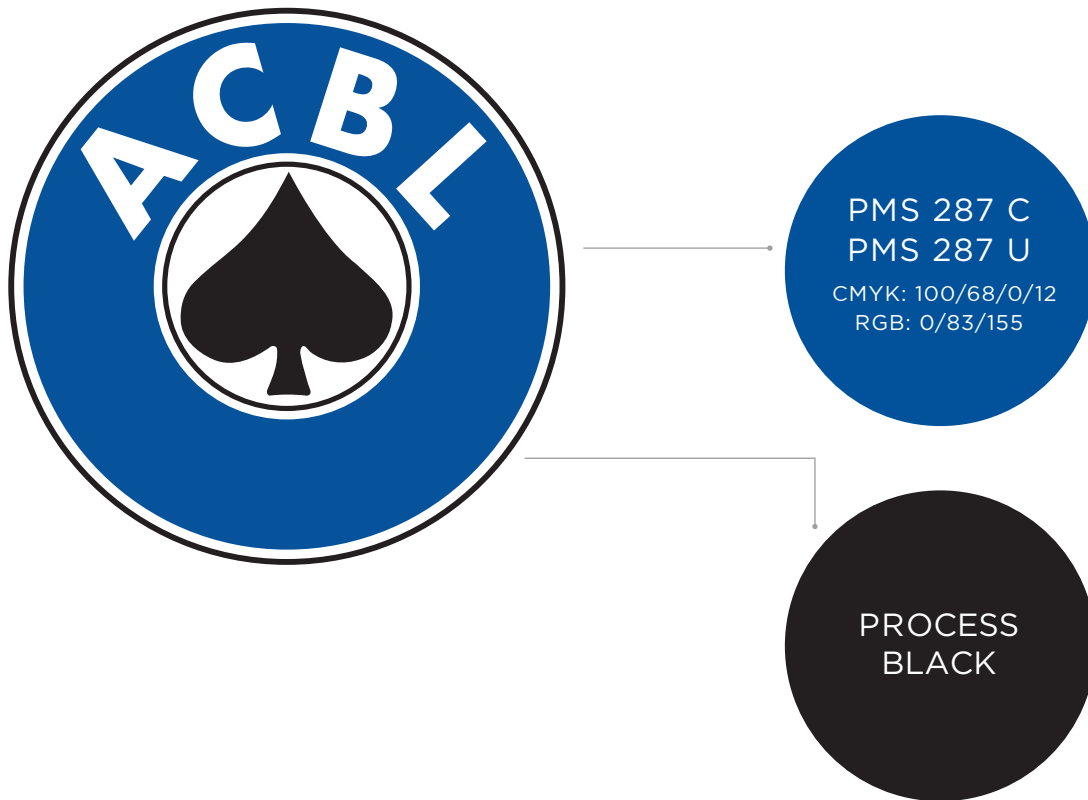 ACBL
PMS 287 C
PMS 287 U
CMYK: 100/68/0/12
RGB: 0/83/155
PROCESS
BLACK